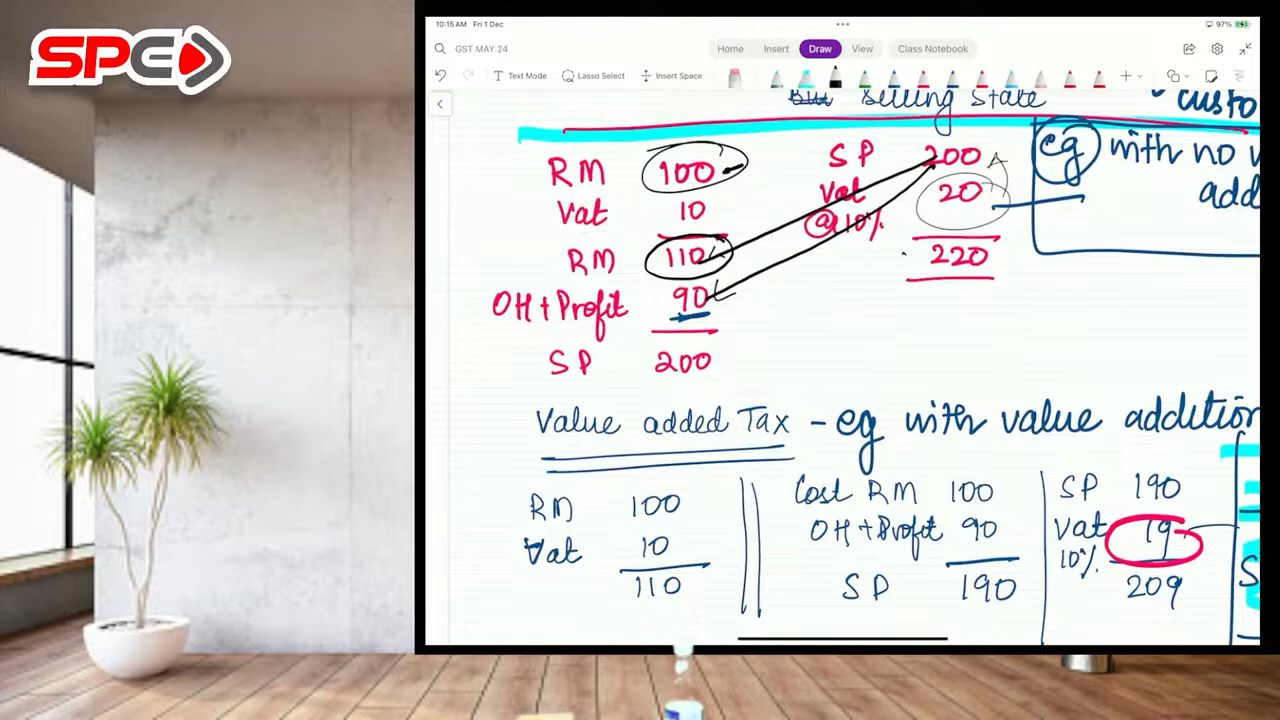 SPE
10:15 AM Fri 1 Dec
97%
GST MAY 24
Home Insert Draw View Class Notebook
Text Mode Lasso Select Insert Space
But Selling State
custo
RM 100
Vat 10
RM 110
OH + Profit 90
SP 200
SP 200
Vat 20
@ 10%
220
eg with no v
add
Value added Tax - eg with value addition
RM 100
Vat 10
110
Cost RM 100
OH + Profit 90
SP 190
SP 190
Vat 19
10%
209
S